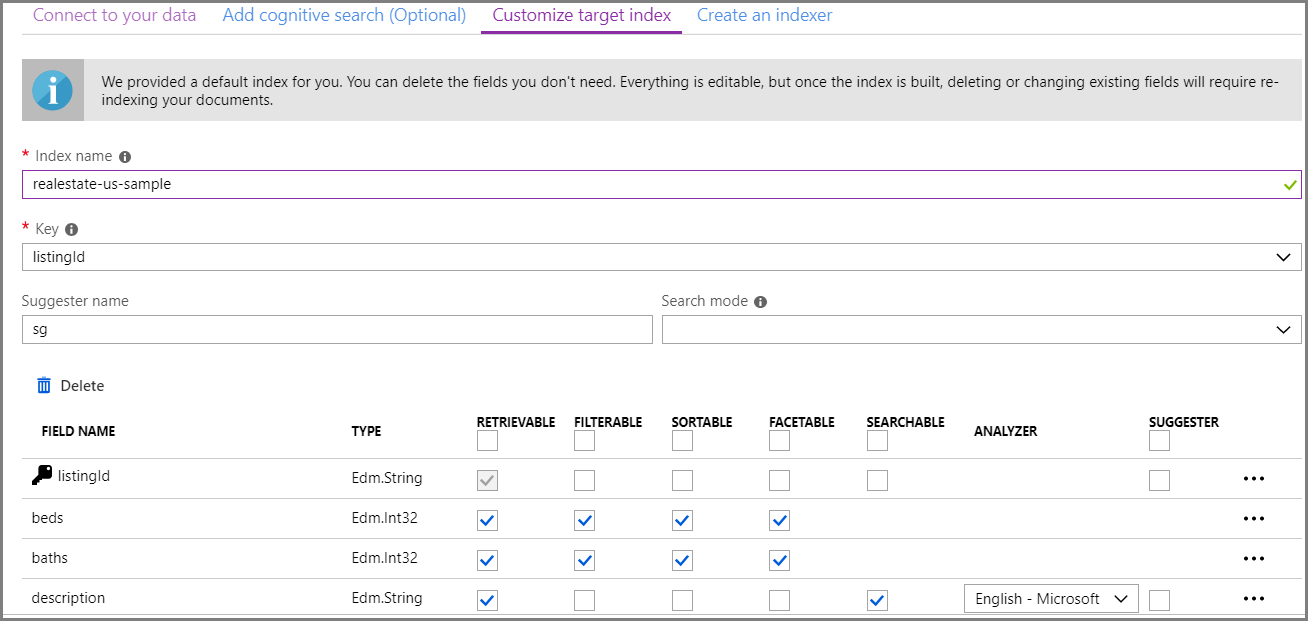 Connect to your data Add cognitive search (Optional) Customize target index Create an indexer
We provided a default index for you. You can delete the fields you don't need. Everything is editable, but once the index is built, deleting or changing existing fields will require re-
indexing your documents.
* Index name
realestate-us-sample
* Key
listingId
Suggester name Search mode
sg
Delete
FIELD NAME TYPE RETRIEVABLE FILTERABLE SORTABLE FACETABLE SEARCHABLE ANALYZER SUGGESTER
listingId Edm.String
beds Edm.Int32
baths Edm.Int32
description Edm.String English - Microsoft